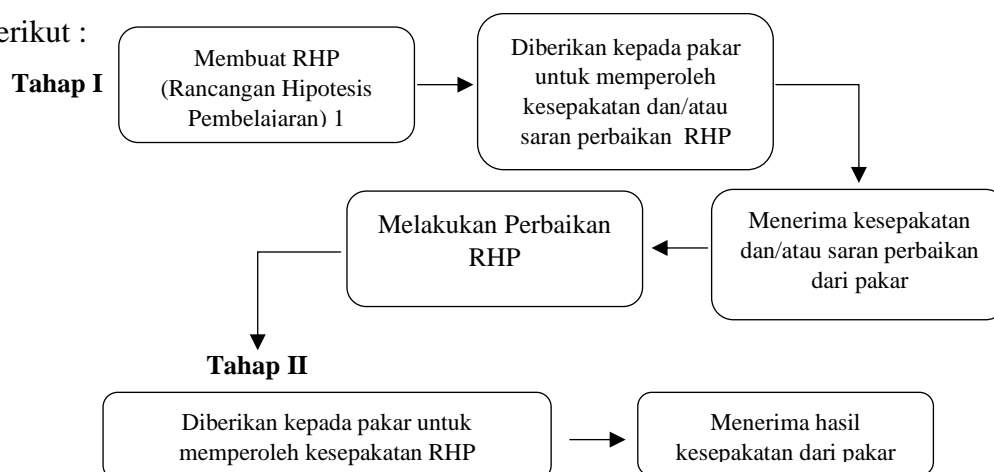 erikut :
Tahap I
Membuat RHP
(Rancangan Hipotesis
Pembelajaran) 1
Diberikan kepada pakar
untuk memperoleh
kesepakatan dan/atau
saran perbaikan RHP
Menerima kesepakatan
dan/atau saran perbaikan
dari pakar
Melakukan Perbaikan
RHP
Tahap II
Diberikan kepada pakar untuk
memperoleh kesepakatan RHP
Menerima hasil
kesepakatan dari pakar